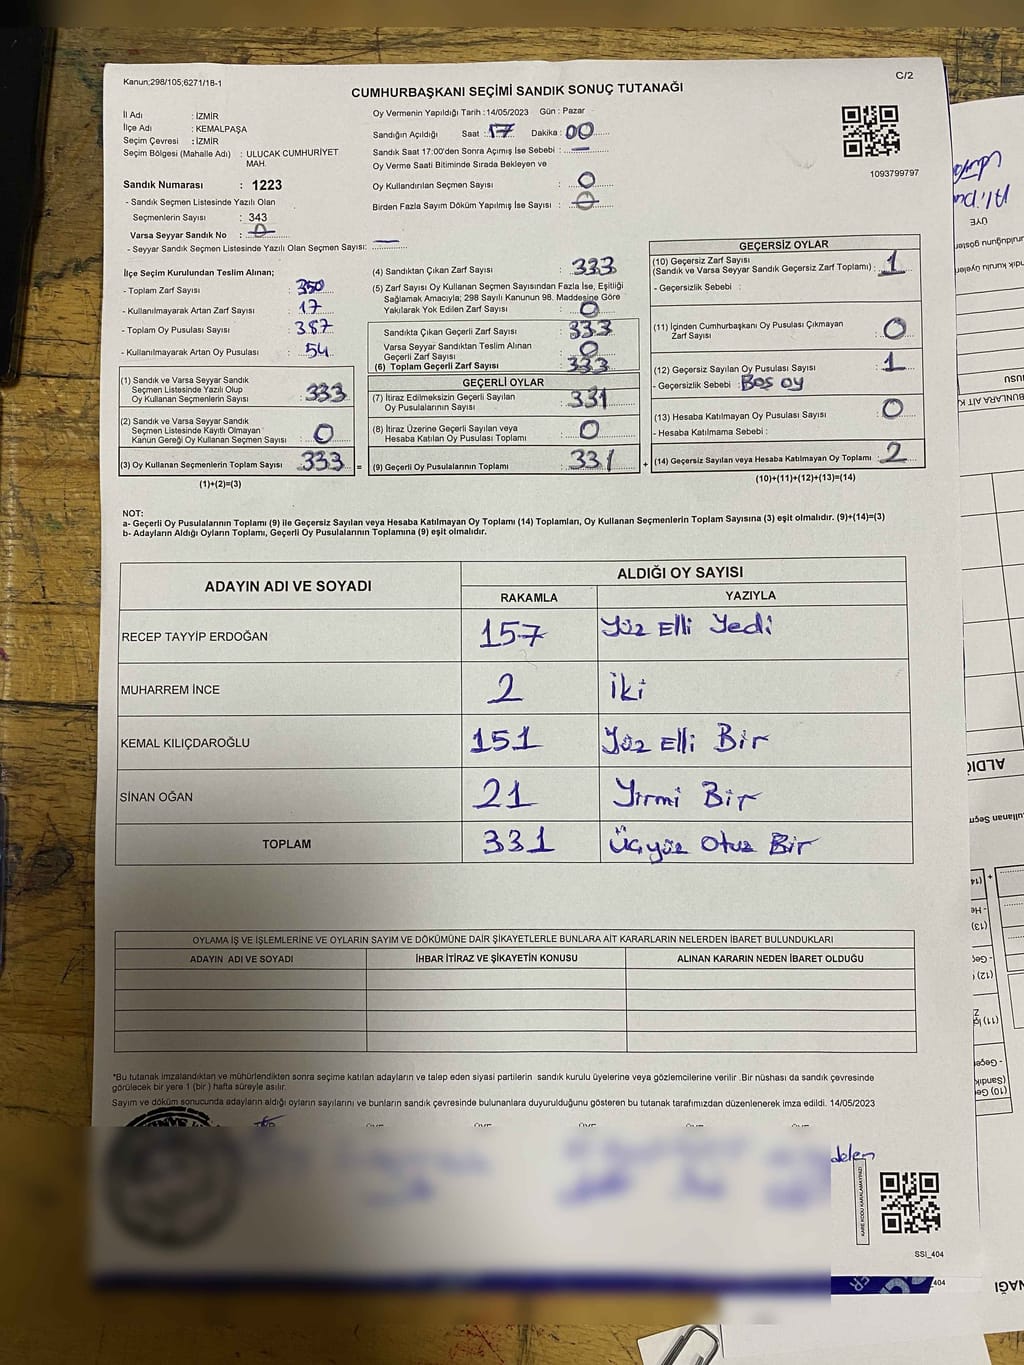 Kanun;298/105;6271/18-1
C/2
CUMHURBAŞKANI SEÇİMİ SANDIK SONUÇ TUTANAĞI
İl Adı : İZMİR
İlçe Adı : KEMALPAŞA
Seçim Çevresi : İZMİR
Seçim Bölgesi (Mahalle Adı) : ULUCAK CUMHURİYET
MAH.
Sandık Numarası : 1223
- Sandık Seçmen Listesinde Yazılı Olan
Seçmenlerin Sayısı : 343
Varsa Seyyar Sandık No : 0
- Seyyar Sandık Seçmen Listesinde Yazılı Olan Seçmen Sayısı: —
Oy Vermenin Yapıldığı Tarih : 14/05/2023 Gün : Pazar
Sandığın Açıldığı Saat : 17 Dakika : 00
Sandık Saat 17:00'den Sonra Açılmış İse Sebebi : —
Oy Verme Saati Bitiminde Sırada Bekleyen ve
Oy Kullandırılan Seçmen Sayısı : 0
Birden Fazla Sayım Döküm Yapılmış İse Sayısı : 0
1093799797
İlçe Seçim Kurulundan Teslim Alınan;
- Toplam Zarf Sayısı : 350
- Kullanılmayarak Artan Zarf Sayısı : 17
- Toplam Oy Pusulası Sayısı : 387
- Kullanılmayarak Artan Oy Pusulası : 54
(1) Sandık ve Varsa Seyyar Sandık
Seçmen Listesinde Yazılı Olup
Oy Kullanan Seçmenlerin Sayısı : 333
(2) Sandık ve Varsa Seyyar Sandık
Seçmen Listesinde Kayıtlı Olmayan
Kanun Gereği Oy Kullanan Seçmen Sayısı : 0
(3) Oy Kullanan Seçmenlerin Toplam Sayısı : 333 =
(1)+(2)=(3)
(4) Sandıktan Çıkan Zarf Sayısı : 333
(5) Zarf Sayısı Oy Kullanan Seçmen Sayısından Fazla İse, Eşitliği
Sağlamak Amacıyla; 298 Sayılı Kanunun 98. Maddesine Göre
Yakılarak Yok Edilen Zarf Sayısı : 0
Sandıkta Çıkan Geçerli Zarf Sayısı : 333
Varsa Seyyar Sandıktan Teslim Alınan
Geçerli Zarf Sayısı : 0
(6) Toplam Geçerli Zarf Sayısı : 333
GEÇERLİ OYLAR
(7) İtiraz Edilmeksizin Geçerli Sayılan
Oy Pusulalarının Sayısı : 331
(8) İtiraz Üzerine Geçerli Sayılan veya
Hesaba Katılan Oy Pusulası Toplamı : 0
(9) Geçerli Oy Pusulalarının Toplamı : 331 +
GEÇERSİZ OYLAR
(10) Geçersiz Zarf Sayısı
(Sandık ve Varsa Seyyar Sandık Geçersiz Zarf Toplamı) : 1
- Geçersizlik Sebebi :
(11) İçinden Cumhurbaşkanı Oy Pusulası Çıkmayan
Zarf Sayısı : 0
(12) Geçersiz Sayılan Oy Pusulası Sayısı : 1
- Geçersizlik Sebebi : Boş oy
(13) Hesaba Katılmayan Oy Pusulası Sayısı : 0
- Hesaba Katılmama Sebebi :
(14) Geçersiz Sayılan veya Hesaba Katılmayan Oy Toplamı : 2
(10)+(11)+(12)+(13)=(14)
NOT:
a- Geçerli Oy Pusulalarının Toplamı (9) ile Geçersiz Sayılan veya Hesaba Katılmayan Oy Toplamı (14) Toplamları, Oy Kullanan Seçmenlerin Toplam Sayısına (3) eşit olmalıdır. (9)+(14)=(3)
b- Adayların Aldığı Oyların Toplamı, Geçerli Oy Pusulalarının Toplamına (9) eşit olmalıdır.
ADAYIN ADI VE SOYADI
ALDIĞI OY SAYISI
RAKAMLA YAZIYLA
RECEP TAYYİP ERDOĞAN 157 Yüz Elli Yedi
MUHARREM İNCE 2 İki
KEMAL KILIÇDAROĞLU 151 Yüz Elli Bir
SİNAN OĞAN 21 Yirmi Bir
TOPLAM 331 Üçyüz Otuz Bir
OYLAMA İŞ VE İŞLEMLERİNE VE OYLARIN SAYIM VE DÖKÜMÜNE DAİR ŞİKAYETLERLE BUNLARA AİT KARARLARIN NELERDEN İBARET BULUNDUKLARI
ADAYIN ADI VE SOYADI İHBAR İTİRAZ VE ŞİKAYETİN KONUSU ALINAN KARARIN NEDEN İBARET OLDUĞU
*Bu tutanak imzalandıktan ve mühürlendikten sonra seçime katılan adayların ve talep eden siyasi partilerin sandık kurulu üyelerine veya gözlemcilerine verilir .Bir nüshası da sandık çevresinde
görülecek bir yere 1 (bir ) hafta süreyle asılır.
Sayım ve döküm sonucunda adayların aldığı oyların sayılarını ve bunların sandık çevresinde bulunanlara duyurulduğunu gösteren bu tutanak tarafımızdan düzenlenerek imza edildi. 14/05/2023
SSİ_404